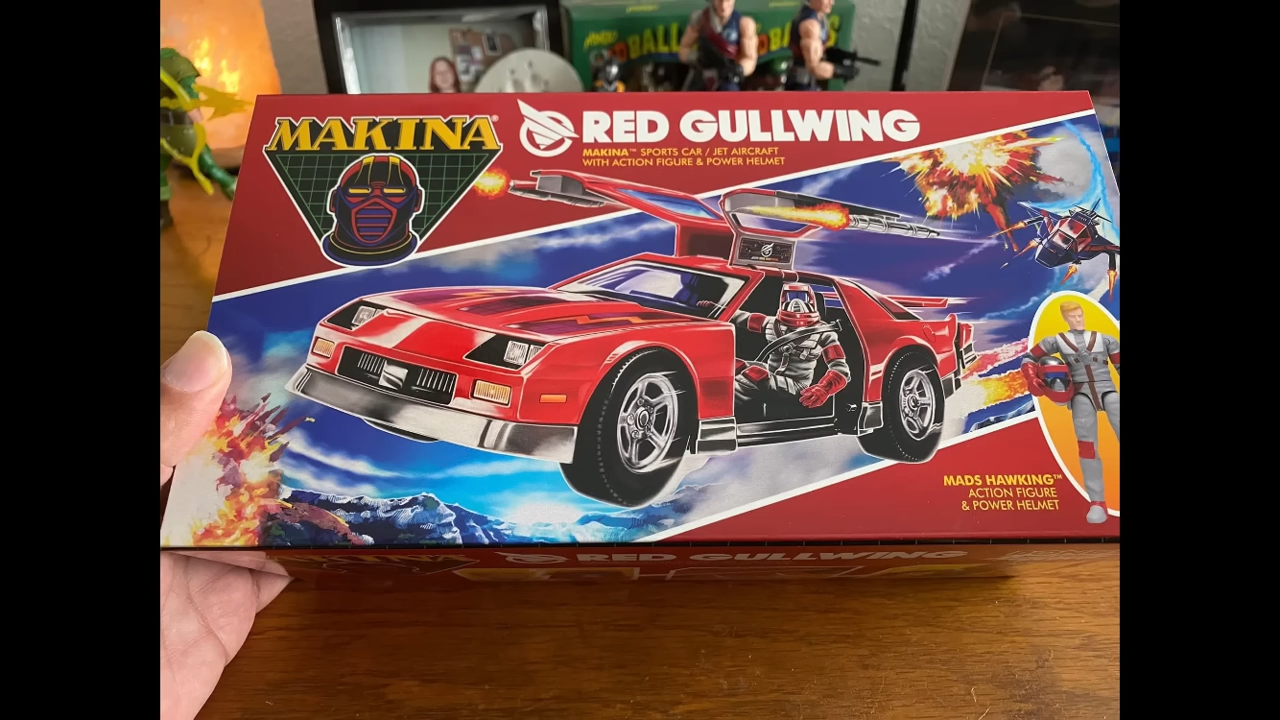 MAKINA®
RED GULLWING
MAKINA™ SPORTS CAR / JET AIRCRAFT
WITH ACTION FIGURE & POWER HELMET
MADS HAWKING™
ACTION FIGURE
& POWER HELMET
RED GULLWING